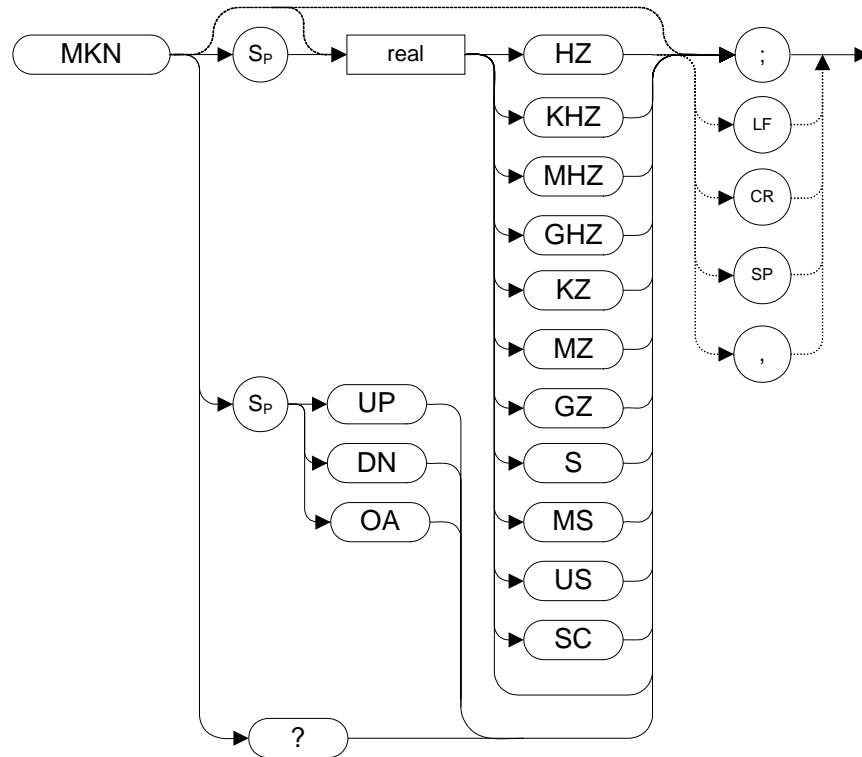 MKN SP real HZ ;
KHZ LF
MHZ CR
GHZ SP
KZ
MZ ,
GZ
SP UP
DN S
OA MS
US
SC
?